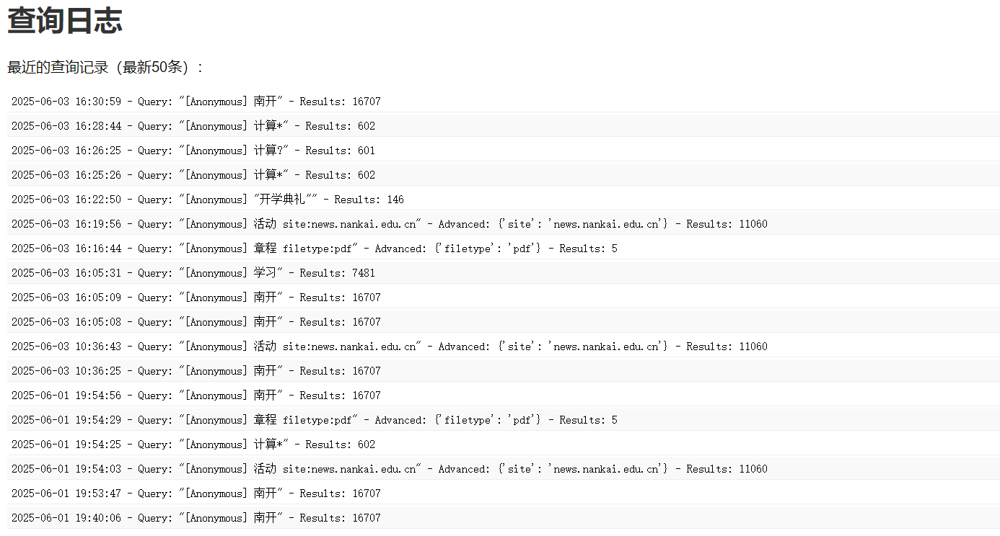 查询日志
最近的查询记录（最新50条）：
2025-06-03 16:30:59 - Query: "[Anonymous] 南开" - Results: 16707
2025-06-03 16:28:44 - Query: "[Anonymous] 计算*" - Results: 602
2025-06-03 16:26:25 - Query: "[Anonymous] 计算?" - Results: 601
2025-06-03 16:25:26 - Query: "[Anonymous] 计算*" - Results: 602
2025-06-03 16:22:50 - Query: "[Anonymous] "开学典礼"" - Results: 146
2025-06-03 16:19:56 - Query: "[Anonymous] 活动 site:news.nankai.edu.cn" - Advanced: {'site': 'news.nankai.edu.cn'} - Results: 11060
2025-06-03 16:16:44 - Query: "[Anonymous] 章程 filetype:pdf" - Advanced: {'filetype': 'pdf'} - Results: 5
2025-06-03 16:05:31 - Query: "[Anonymous] 学习" - Results: 7481
2025-06-03 16:05:09 - Query: "[Anonymous] 南开" - Results: 16707
2025-06-03 16:05:08 - Query: "[Anonymous] 南开" - Results: 16707
2025-06-03 10:36:43 - Query: "[Anonymous] 活动 site:news.nankai.edu.cn" - Advanced: {'site': 'news.nankai.edu.cn'} - Results: 11060
2025-06-03 10:36:25 - Query: "[Anonymous] 南开" - Results: 16707
2025-06-01 19:54:56 - Query: "[Anonymous] 南开" - Results: 16707
2025-06-01 19:54:29 - Query: "[Anonymous] 章程 filetype:pdf" - Advanced: {'filetype': 'pdf'} - Results: 5
2025-06-01 19:54:25 - Query: "[Anonymous] 计算*" - Results: 602
2025-06-01 19:54:03 - Query: "[Anonymous] 活动 site:news.nankai.edu.cn" - Advanced: {'site': 'news.nankai.edu.cn'} - Results: 11060
2025-06-01 19:53:47 - Query: "[Anonymous] 南开" - Results: 16707
2025-06-01 19:40:06 - Query: "[Anonymous] 南开" - Results: 16707